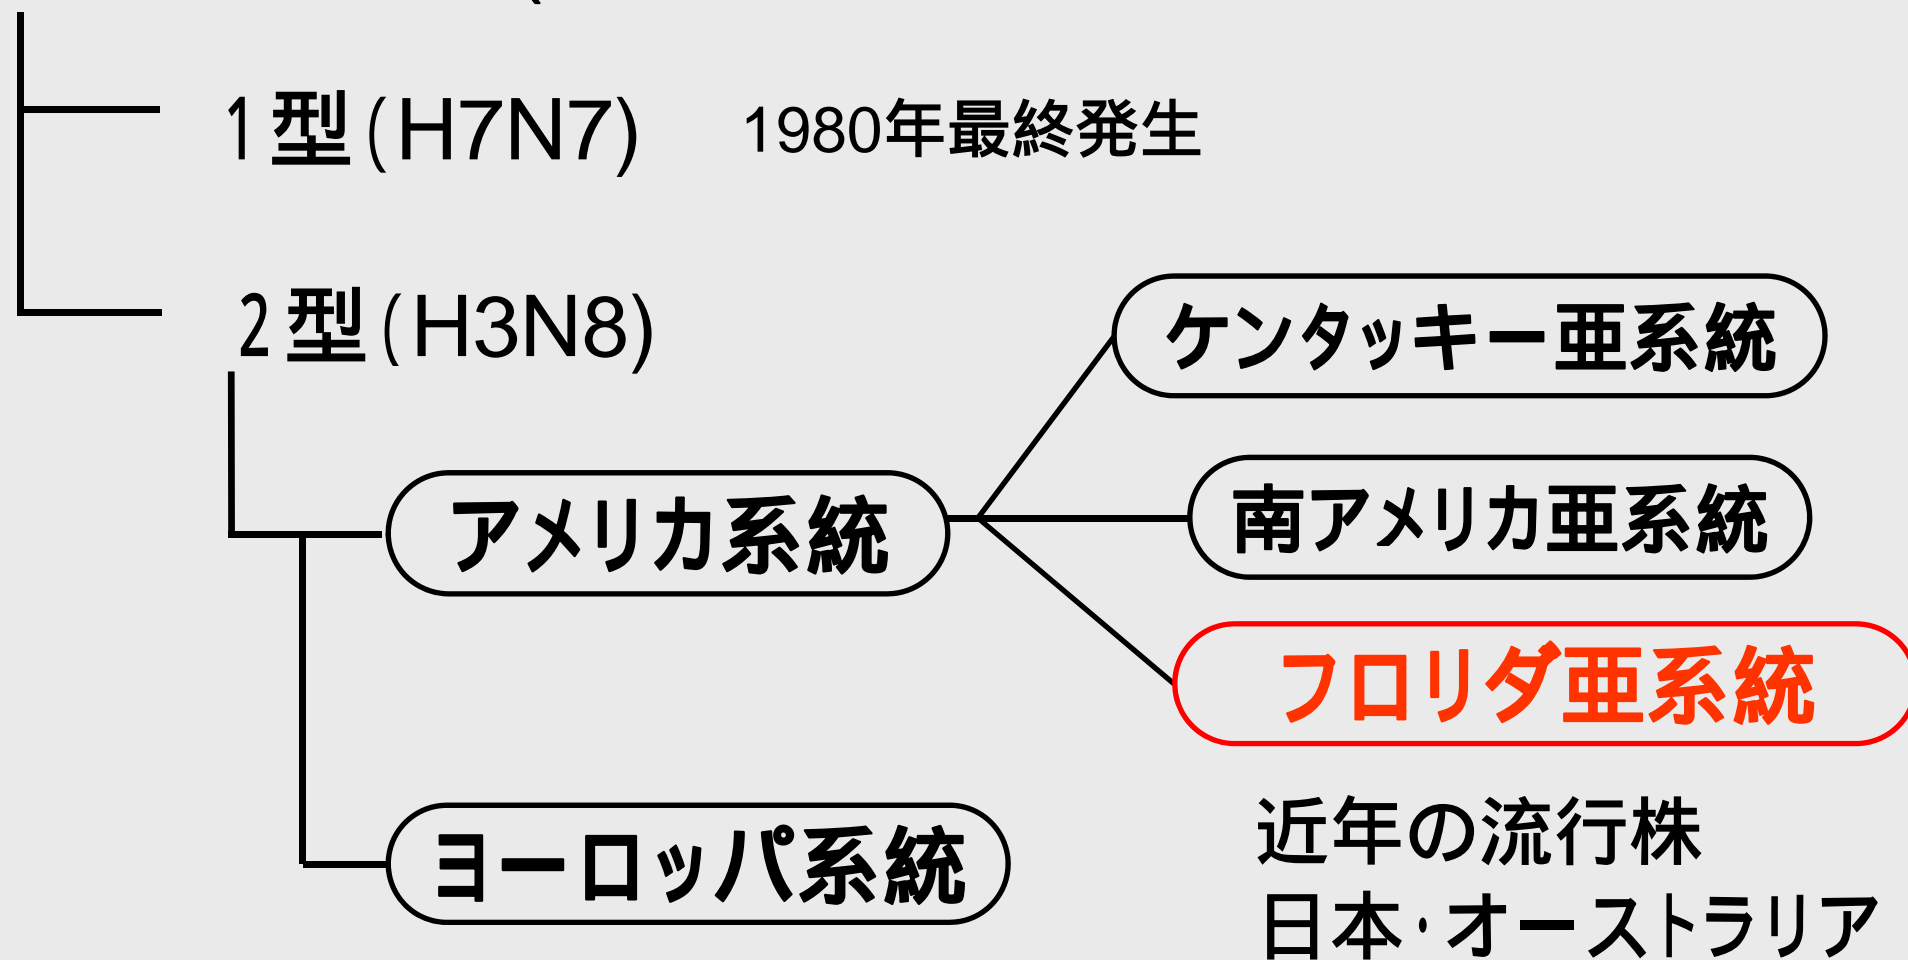 1型(H7N7) 1980年最終発生
2型(H3N8)
ケンタッキー亜系統
アメリカ系統
南アメリカ亜系統
フロリダ亜系統
ヨーロッパ系統
近年の流行株
日本・オーストラリア